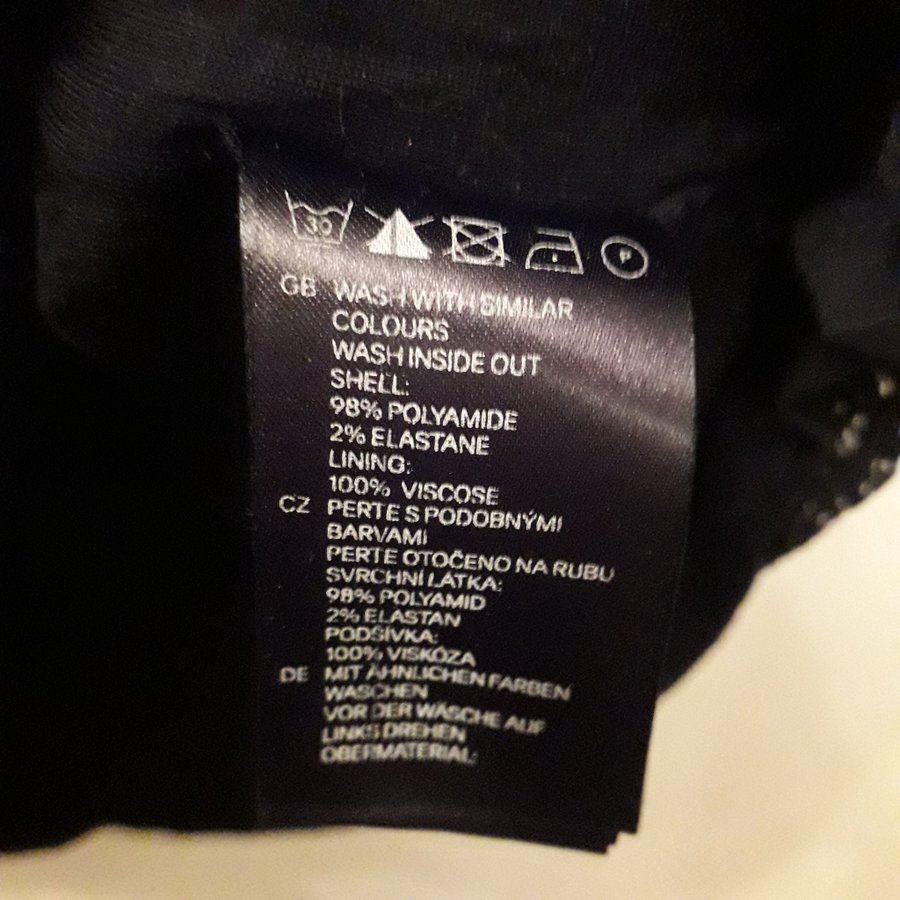 30
P
GB WASH WITH SIMILAR
COLOURS
WASH INSIDE OUT
SHELL:
98% POLYAMIDE
2% ELASTANE
LINING:
100% VISCOSE
CZ PERTE S PODOBNÝMI
BARVAMI
PERTE OTOČENO NA RUBU
SVRCHNÍ LÁTKA:
98% POLYAMID
2% ELASTAN
PODŠÍVKA:
100% VISKÓZA
DE MIT ÄHNLICHEN FARBEN
WASCHEN
VOR DER WÄSCHE AUF
LINKS DREHEN
OBERMATERIAL: